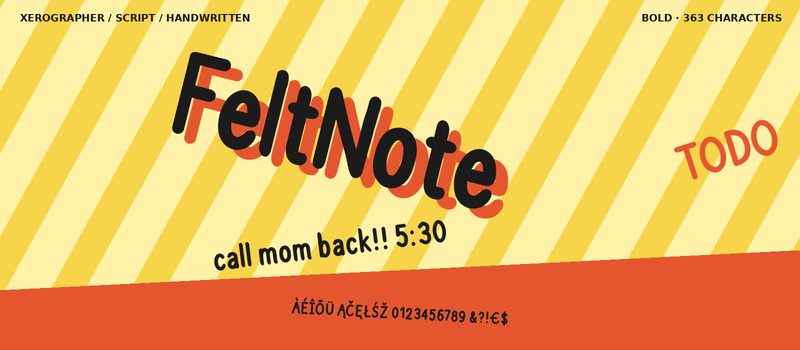 XEROGRAPHER / SCRIPT / HANDWRITTEN
BOLD · 363 CHARACTERS
FeltNote
TODO
call mom back!! 5:30
ÀÉÎÕÜ ĄČĘŁŚŽ 0123456789 &?!€$